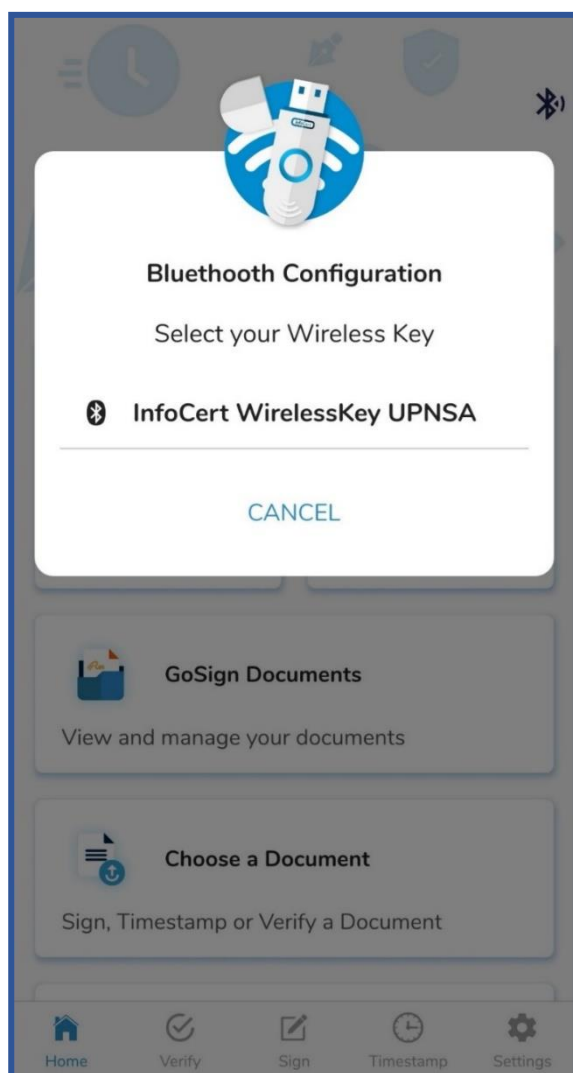 Bluethooth Configuration
Select your Wireless Key
InfoCert WirelessKey UPNSA
CANCEL
GoSign Documents
View and manage your documents
Choose a Document
Sign, Timestamp or Verify a Document
Home Verify Sign Timestamp Settings